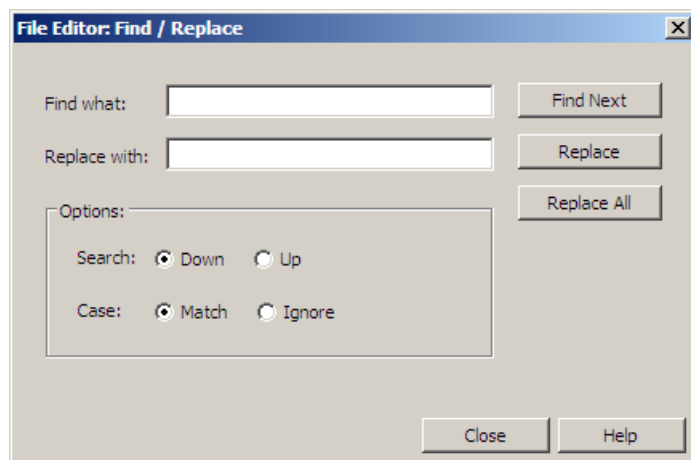 File Editor: Find / Replace
Find what:
Find Next
Replace with:
Replace
Replace All
Options:
Search: Down Up
Case: Match Ignore
Close Help